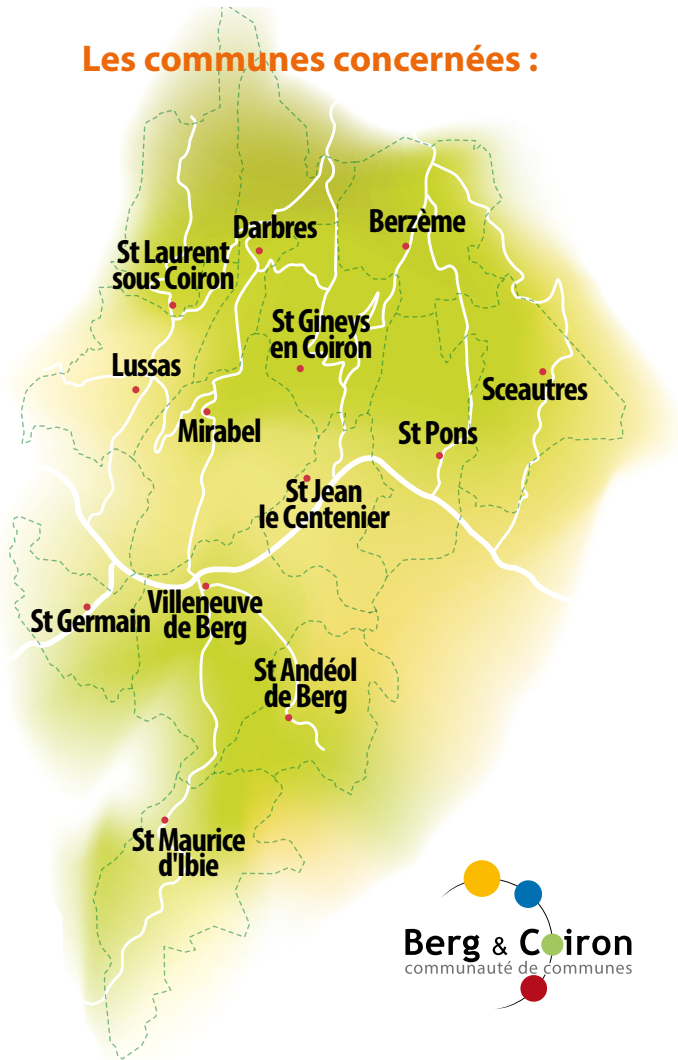 Les communes concernées :
Darbres
Berzème
St Laurent
sous Coiron
St Gineys
en Coiron
Lussas
Sceautres
Mirabel
St Pons
St Jean
le Centenier
Villeneuve
de Berg
St Germain
St Andéol
de Berg
St Maurice
d'Ibie
Berg & Coiron
communauté de communes